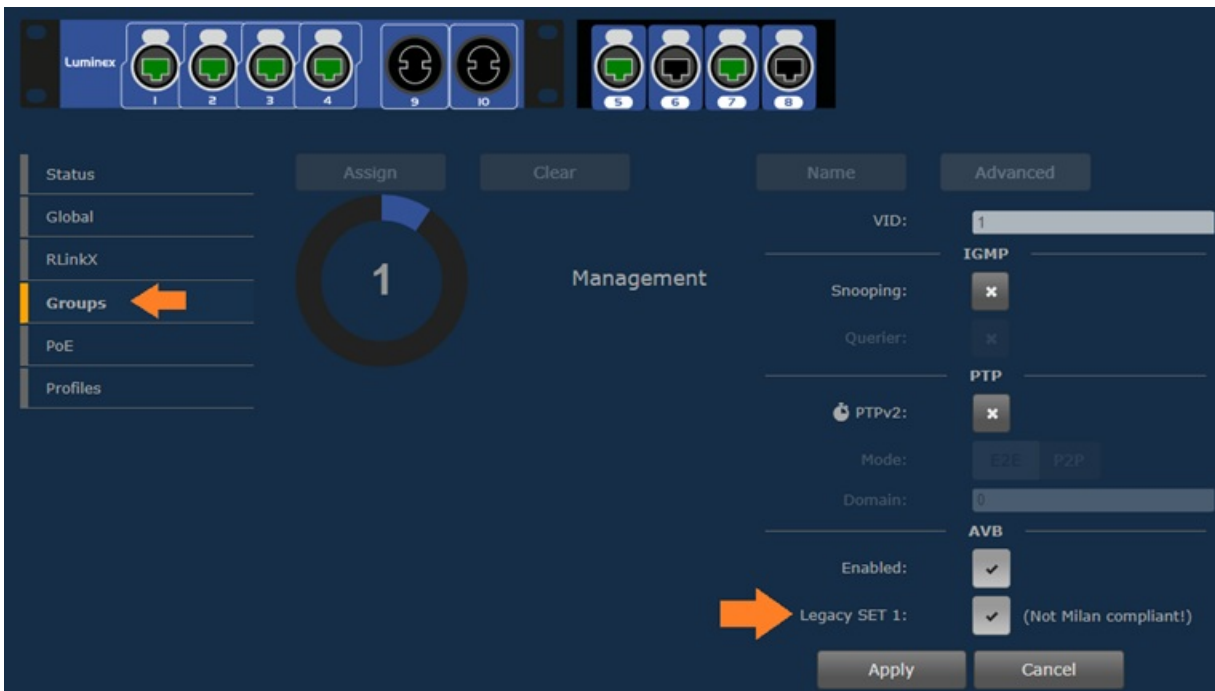 Luminex
1 2 3 4 9 10 5 6 7 8
Status
Global
RLinkX
Groups
PoE
Profiles
Assign Clear Name Advanced
1
Management
VID: 1
IGMP
Snooping:
Querier:
PTP
PTPv2:
Mode: E2E P2P
Domain: 0
AVB
Enabled:
Legacy SET 1: (Not Milan compliant!)
Apply Cancel